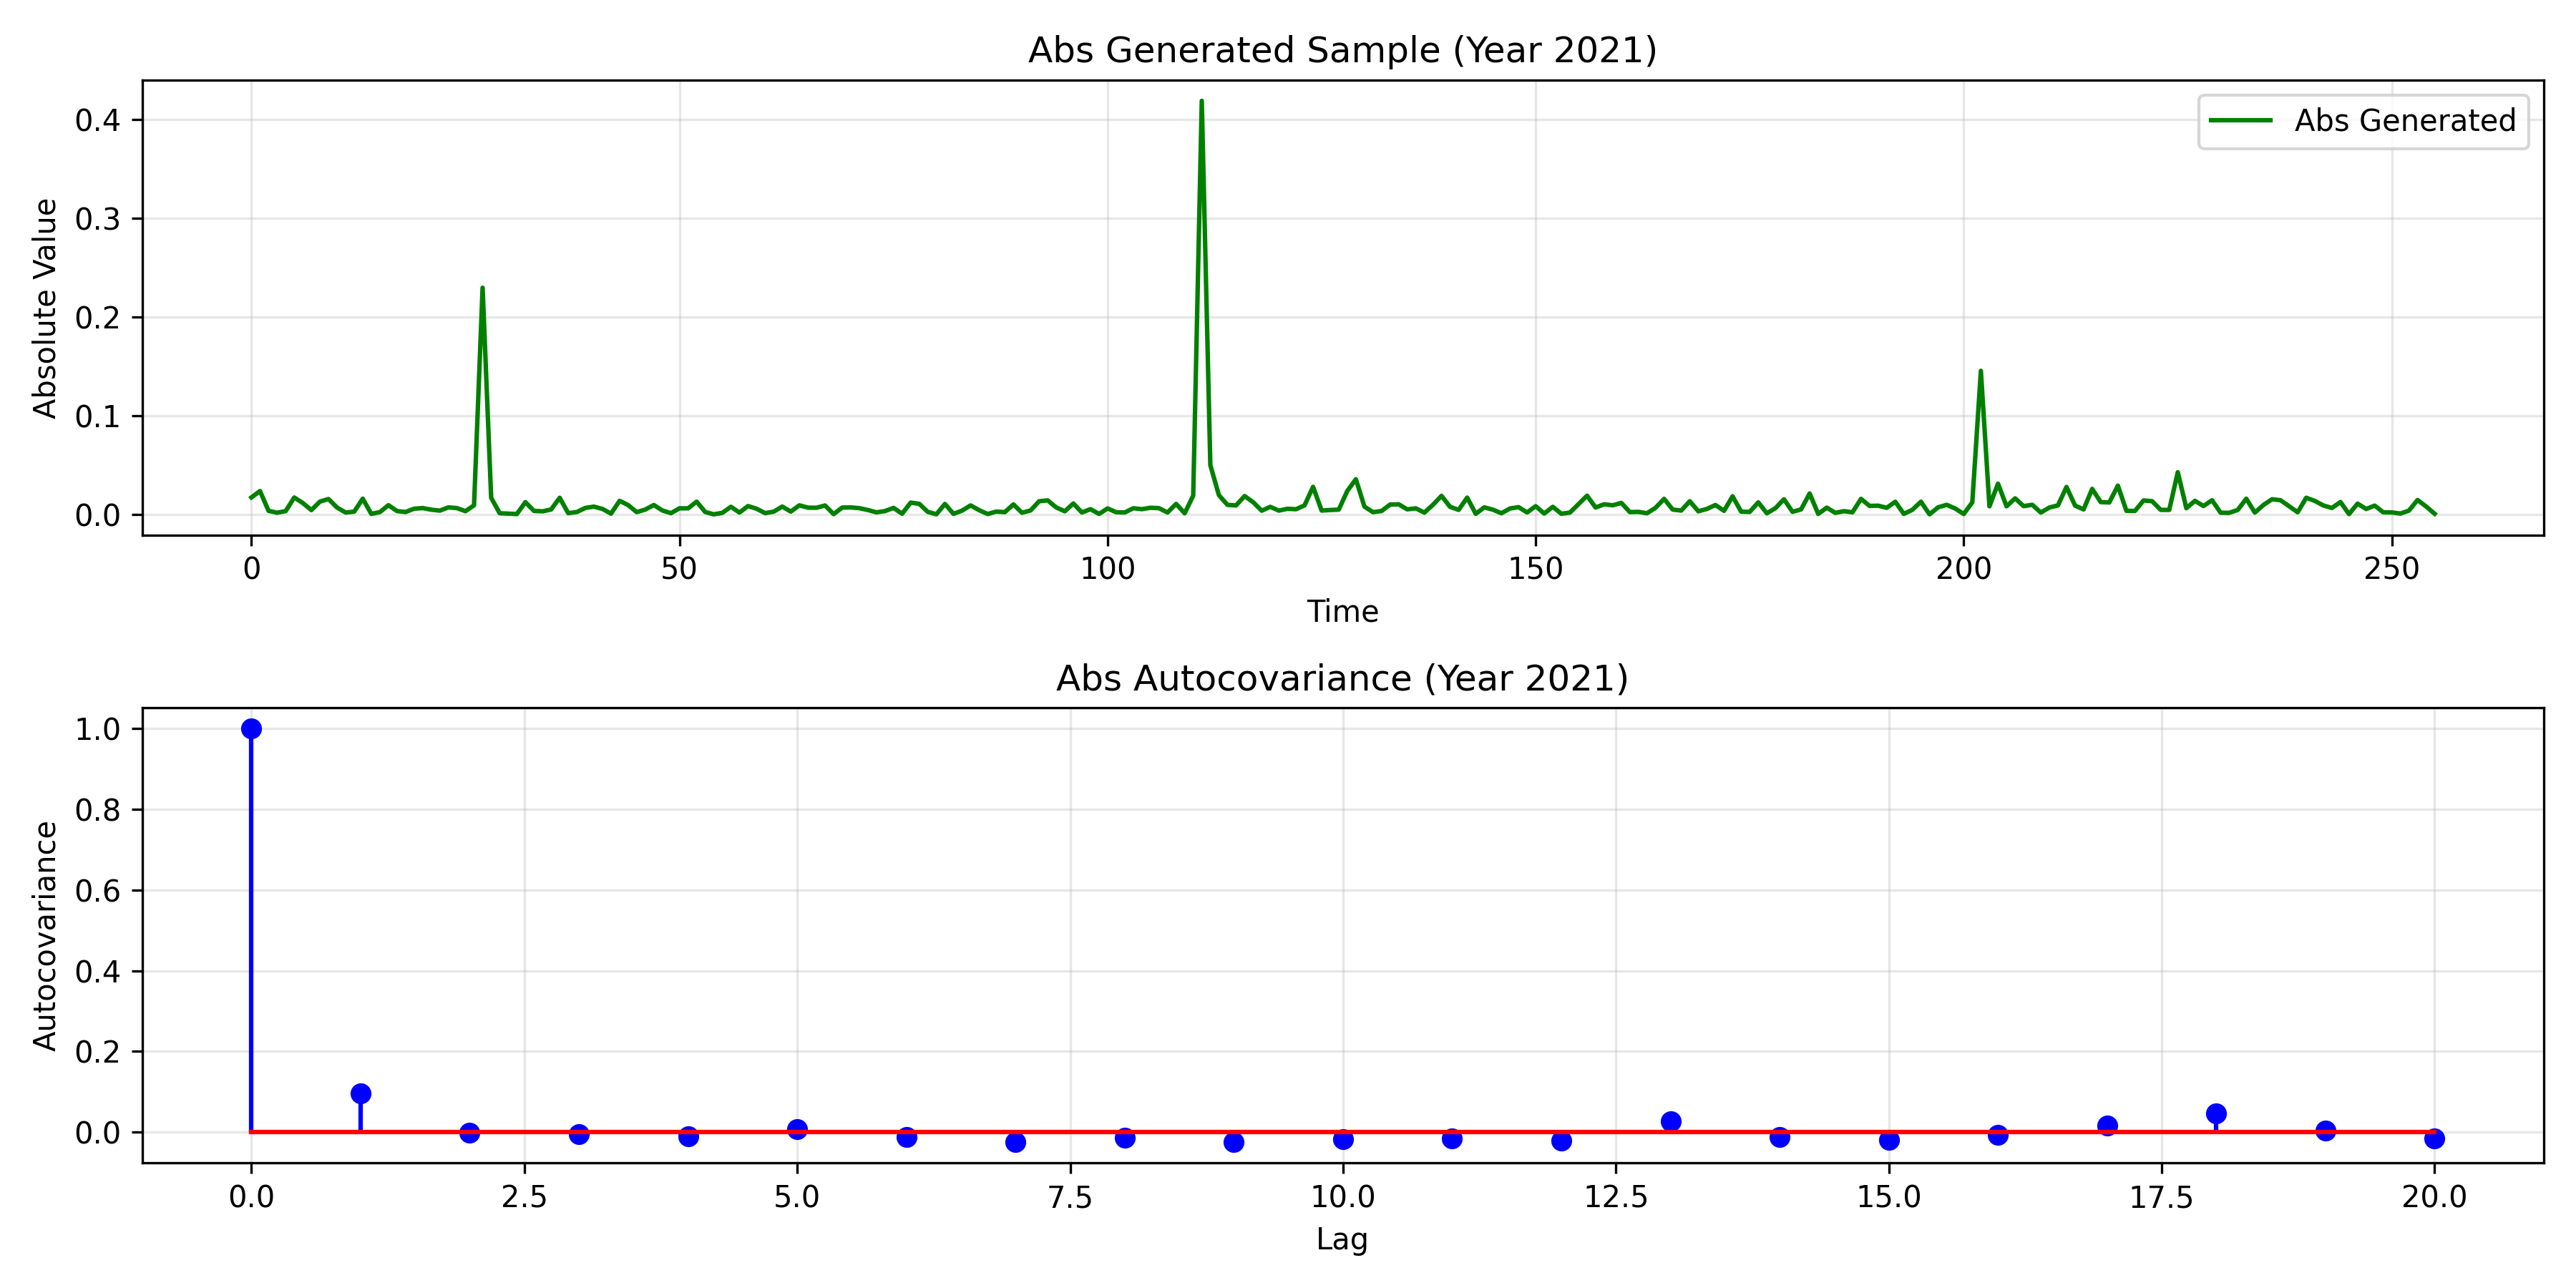 Abs Generated Sample (Year 2021)
Abs Generated
Absolute Value
0.4
0.3
0.2
0.1
0.0
0 50 100 150 200 250
Time
Abs Autocovariance (Year 2021)
Autocovariance
1.0
0.8
0.6
0.4
0.2
0.0
0.0 2.5 5.0 7.5 10.0 12.5 15.0 17.5 20.0
Lag